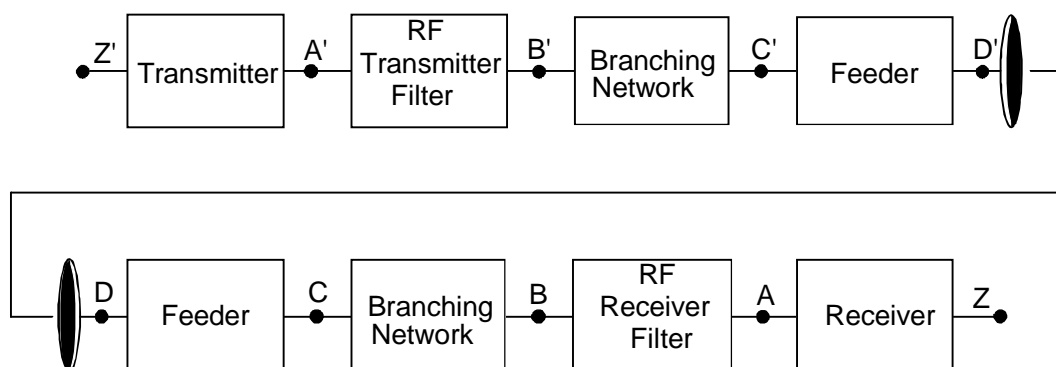 Z'
Transmitter
A'
RF
Transmitter
Filter
B'
Branching
Network
C'
Feeder
D'
D
Feeder
C
Branching
Network
B
RF
Receiver
Filter
A
Receiver
Z